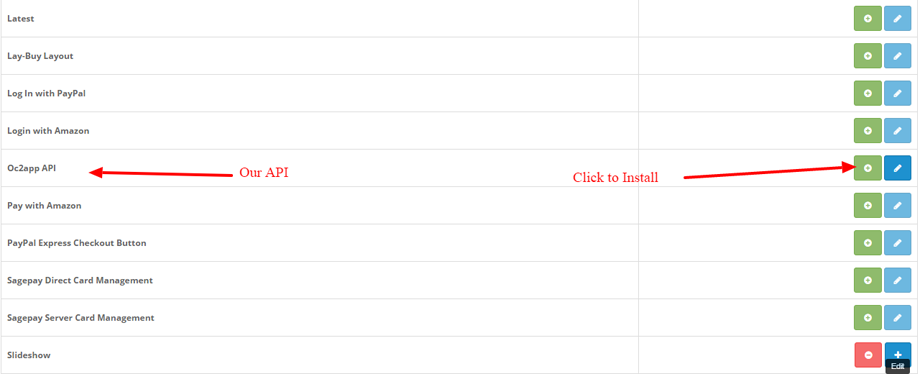 Latest
Lay-Buy Layout
Log In with PayPal
Login with Amazon
Oc2app API
Our API
Click to Install
Pay with Amazon
PayPal Express Checkout Button
Sagepay Direct Card Management
Sagepay Server Card Management
Slideshow
Edit